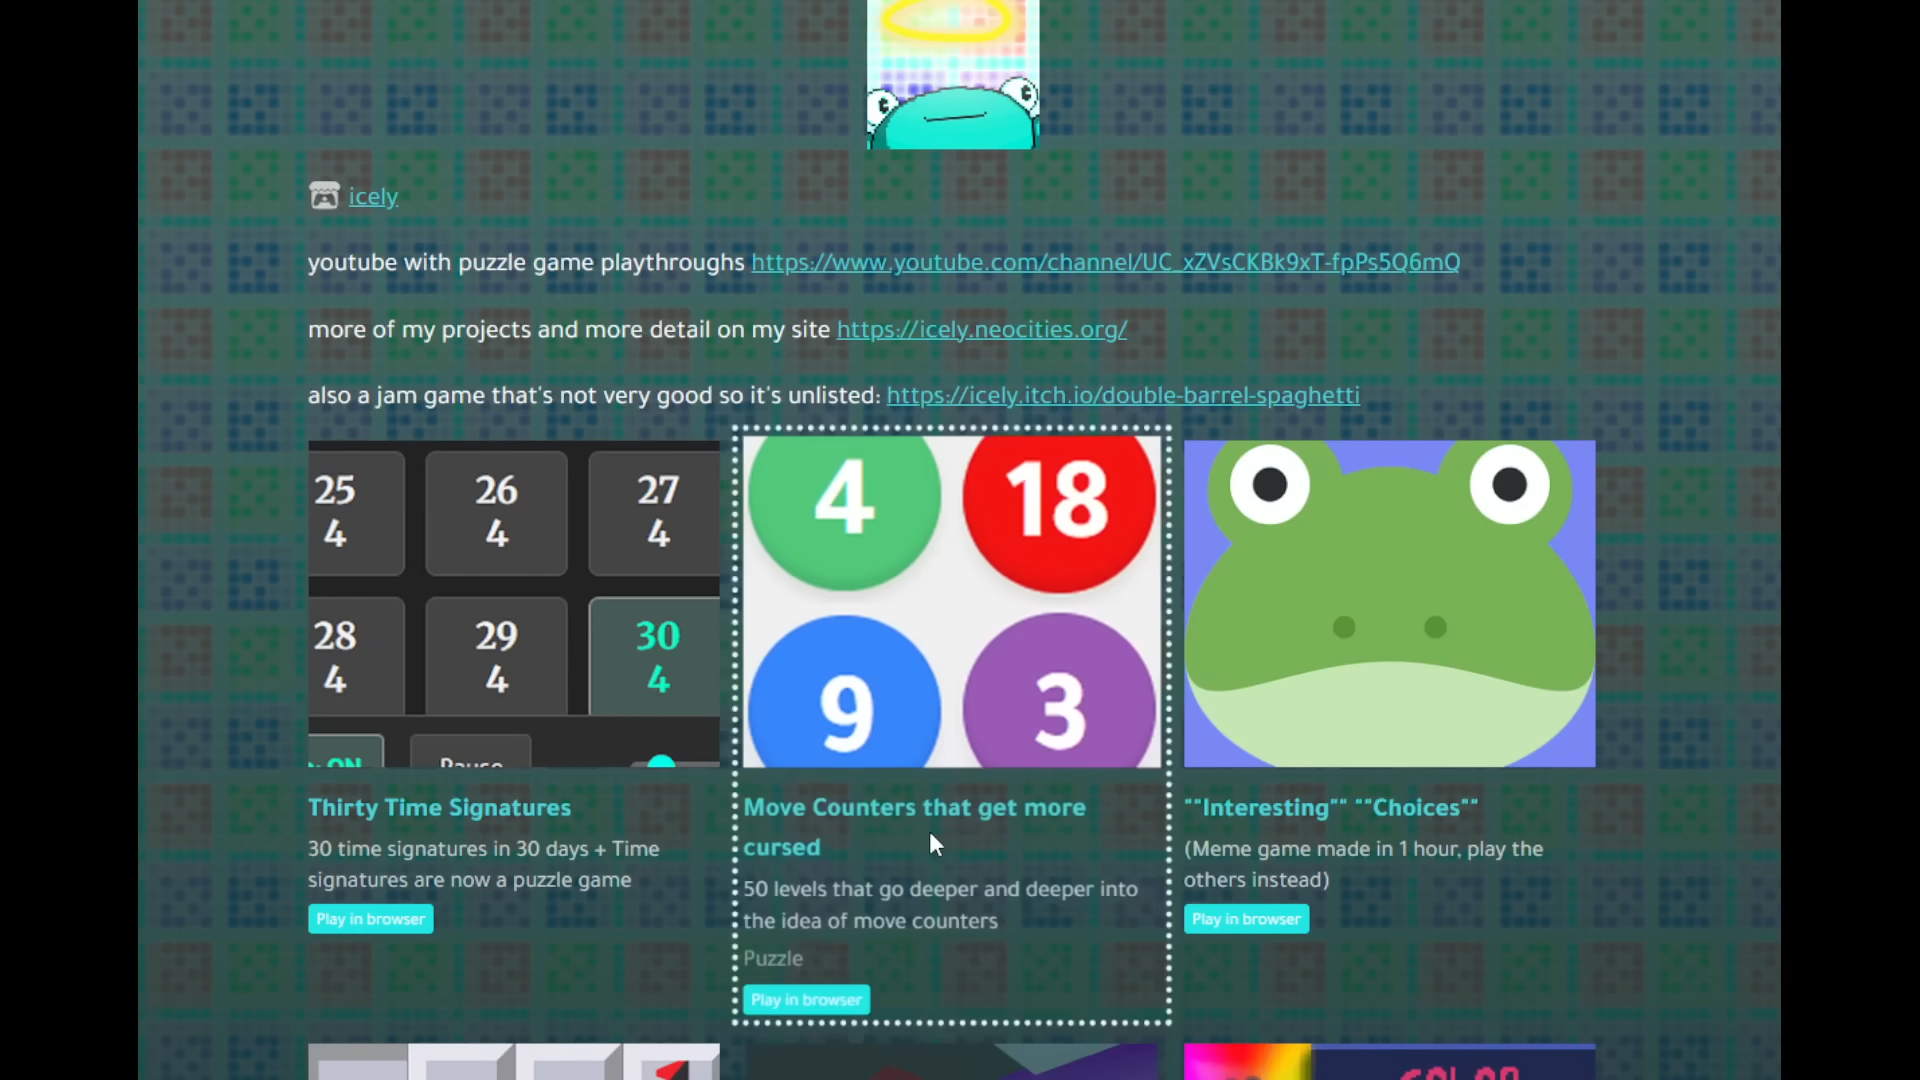 icely
youtube with puzzle game playthroughs https://www.youtube.com/channel/UC_xZVsCKBk9xT-fpPs5Q6mQ
more of my projects and more detail on my site https://icely.neocities.org/
also a jam game that's not very good so it's unlisted: https://icely.itch.io/double-barrel-spaghetti
25 26 27
4 4 4
28 29 30
4 4 4
ON Pause
4 18
9 3
Thirty Time Signatures
30 time signatures in 30 days + Time
signatures are now a puzzle game
Play in browser
Move Counters that get more
cursed
50 levels that go deeper and deeper into
the idea of move counters
Puzzle
Play in browser
""Interesting"" ""Choices""
(Meme game made in 1 hour, play the
others instead)
Play in browser